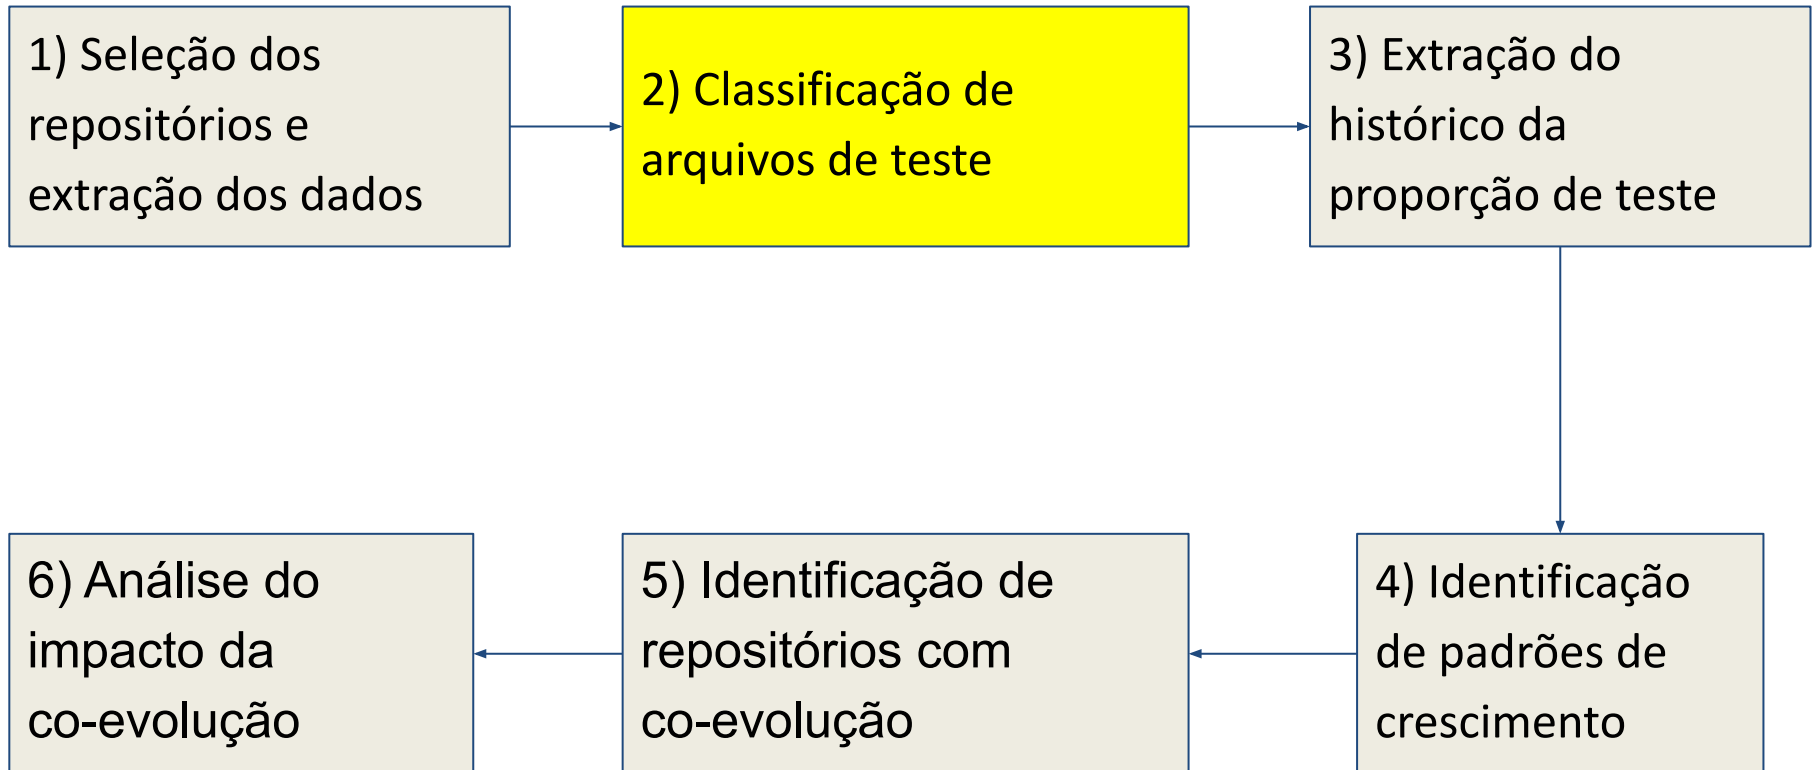 1) Seleção dos
repositórios e
extração dos dados
2) Classificação de
arquivos de teste
3) Extração do
histórico da
proporção de teste
4) Identificação
de padrões de
crescimento
5) Identificação de
repositórios com
co-evolução
6) Análise do
impacto da
co-evolução